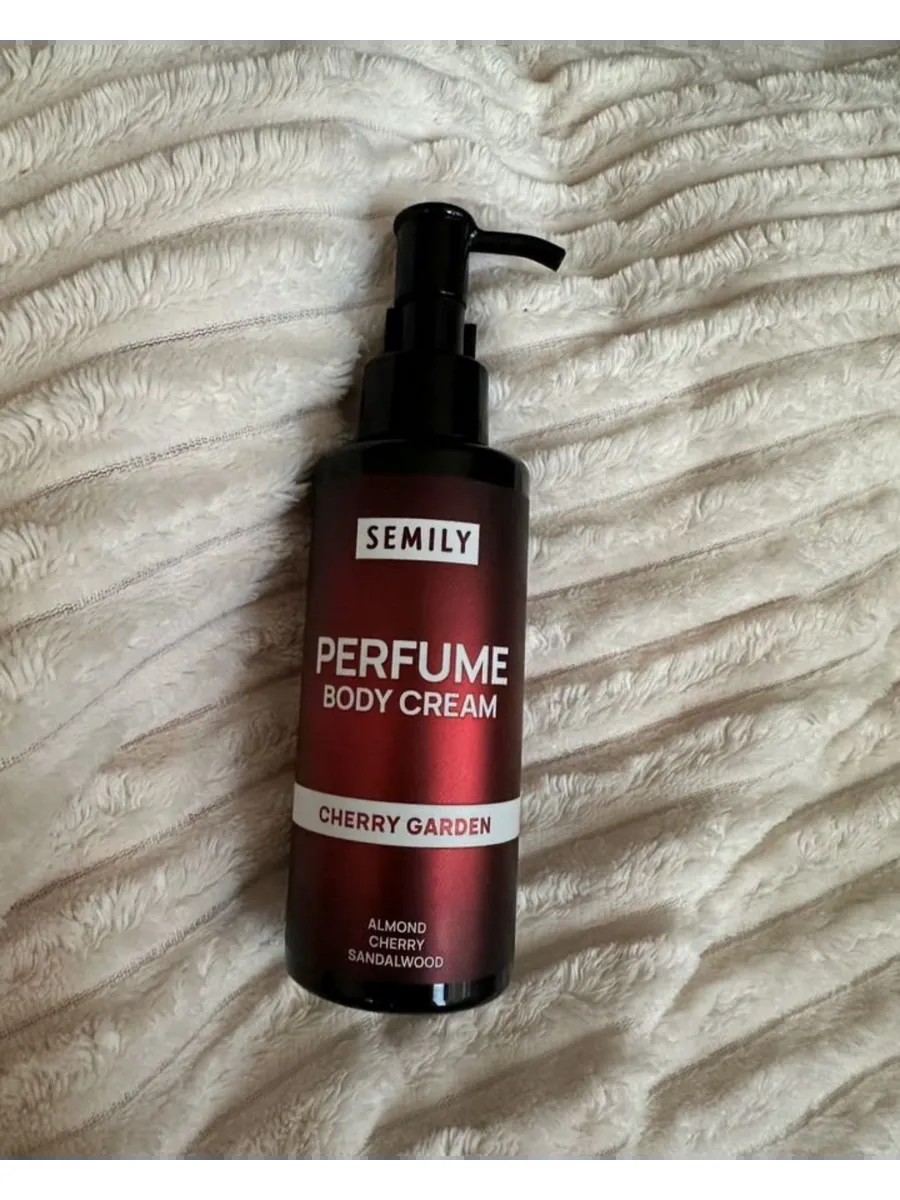 SEMILY
PERFUME
BODY CREAM
CHERRY GARDEN
ALMOND
CHERRY
SANDALWOOD